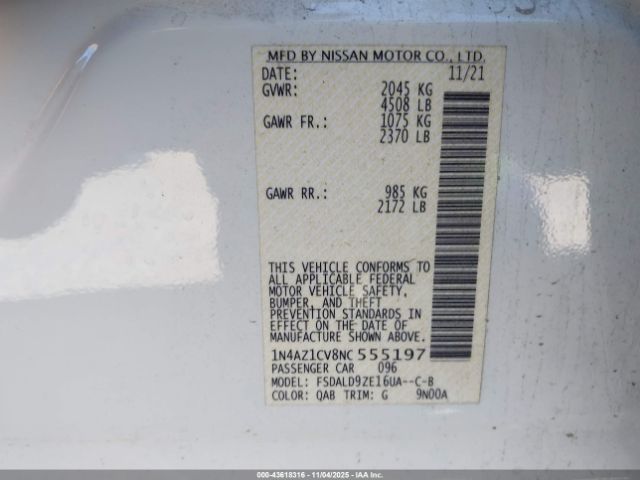 MFD BY NISSAN MOTOR CO., LTD.
DATE: 11/21
GVWR: 2045 KG
4508 LB
GAWR FR.: 1075 KG
2370 LB
GAWR RR.: 985 KG
2172 LB
THIS VEHICLE CONFORMS TO
ALL APPLICABLE FEDERAL
MOTOR VEHICLE SAFETY,
BUMPER, AND THEFT
PREVENTION STANDARDS IN
EFFECT ON THE DATE OF
MANUFACTURE SHOWN ABOVE.
1N4AZ1CV8NC 555197
PASSENGER CAR 096
MODEL: FSDALD9ZE16UA--C-B
COLOR: QAB TRIM: G 9N00A
000-43618316 - 11/04/2025 - IAA, Inc.